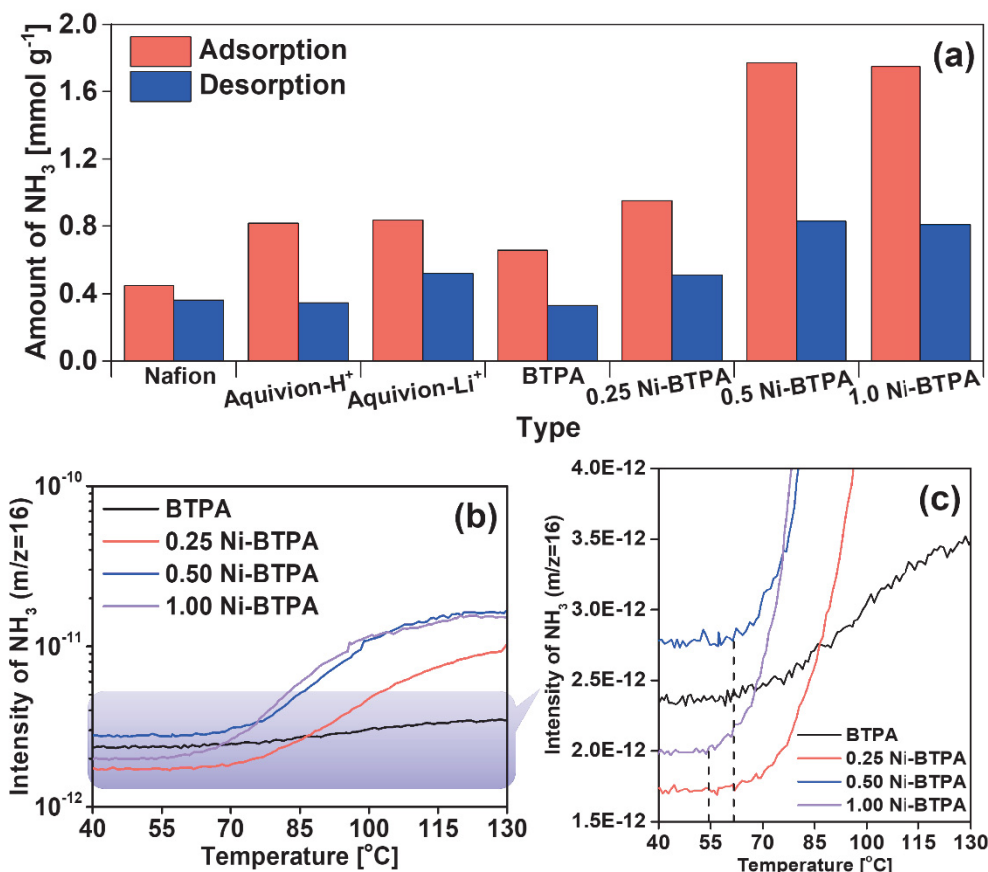 (a)
Adsorption
Desorption
Amount of NH₃ [mmol g⁻¹]
2.0
1.6
1.2
0.8
0.4
0.0
Nafion
Aquivion-H⁺
Aquivion-Li⁺
BTPA
0.25 Ni-BTPA
0.5 Ni-BTPA
1.0 Ni-BTPA
Type
(b)
BTPA
0.25 Ni-BTPA
0.50 Ni-BTPA
1.00 Ni-BTPA
Intensity of NH₃ (m/z=16)
10⁻¹⁰
10⁻¹¹
10⁻¹²
40 55 70 85 100 115 130
Temperature [°C]
(c)
Intensity of NH₃ (m/z=16)
4.0E-12
3.5E-12
3.0E-12
2.5E-12
2.0E-12
1.5E-12
BTPA
0.25 Ni-BTPA
0.50 Ni-BTPA
1.00 Ni-BTPA
40 55 70 85 100 115 130
Temperature [°C]